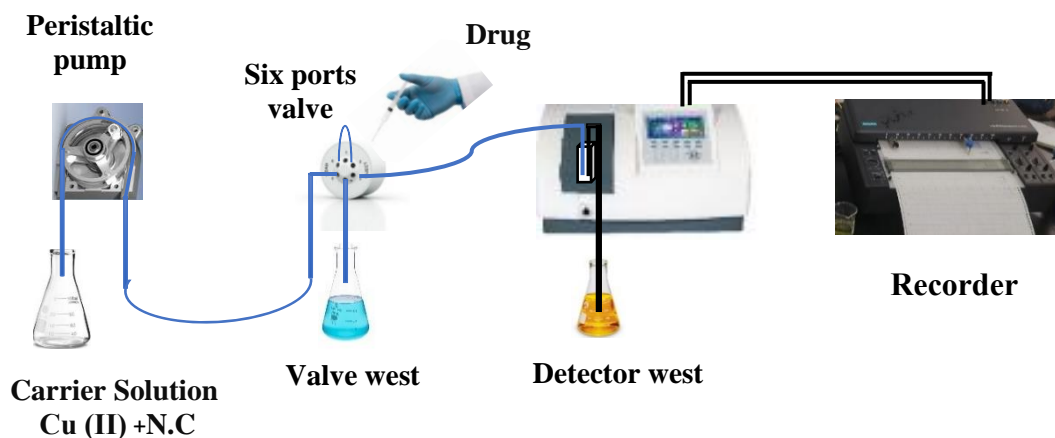 Peristaltic
pump
Six ports
valve
Drug
Recorder
Carrier Solution
Cu (II) +N.C
Valve west
Detector west